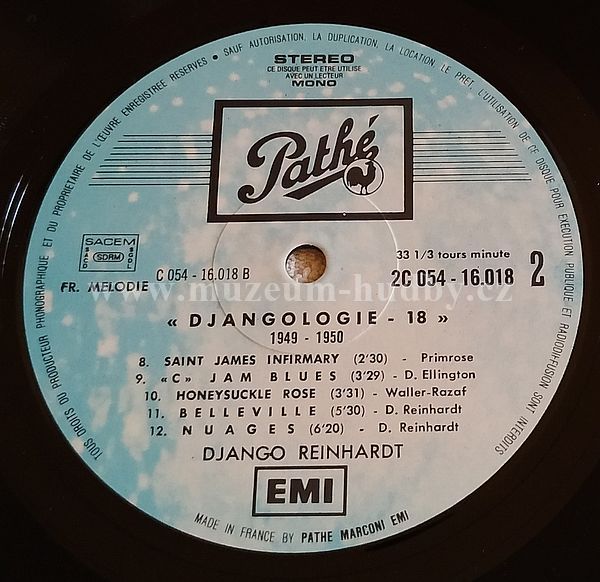 TOUS DROITS DU PRODUCTEUR PHONOGRAPHIQUE ET DU PROPRIETAIRE DE L'ŒUVRE ENREGISTREE RESERVES • SAUF AUTORISATION, LA DUPLICATION, LA LOCATION LE PRET, L'UTILISATION DE CE DISQUE POUR EXECUTION PUBLIQUE ET RADIODIFFUSION SONT INTERDITS
STEREO
CE DISQUE PEUT ETRE UTILISE
AVEC UN LECTEUR
MONO
Pathé
SACEM
SACD SDRM SGDL
FR. MELODIE
C 054 - 16.018 B
33 1/3 tours minute
2C 054 - 16.018 2
www.muzeum-hudby.cz
« DJANGOLOGIE - 18 »
1949 - 1950
8. SAINT JAMES INFIRMARY (2'30) - Primrose
9. «C» JAM BLUES (3'29) - D. Ellington
10. HONEYSUCKLE ROSE (3'31) - Waller-Razaf
11. BELLEVILLE (5'30) - D. Reinhardt
12. NUAGES (6'20) - D. Reinhardt
DJANGO REINHARDT
EMI
MADE IN FRANCE BY PATHE MARCONI EMI